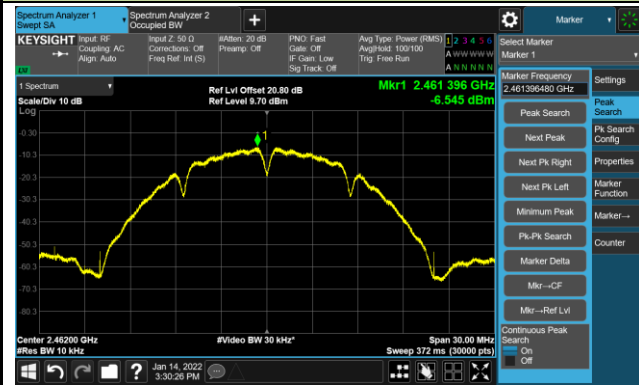 Spectrum Analyzer 1
Swept SA
Spectrum Analyzer 2
Occupied BW
+
Marker
KEYSIGHT
Input: RF
Coupling: AC
Align: Auto
Input Z: 50 Ω
Corrections: Off
Freq Ref: Int (S)
#Atten: 20 dB
Preamp: Off
PNO: Fast
Gate: Off
IF Gain: Low
Sig Track: Off
Avg Type: Power (RMS)
Avg|Hold: 100/100
Trig: Free Run
1 2 3 4 5 6
A W W W W W
A N N N N N
Select Marker
Marker 1
1 Spectrum
Scale/Div 10 dB
Log
Ref Lvl Offset 20.80 dB
Ref Level 9.70 dBm
Mkr1 2.461 396 GHz
-6.545 dBm
Marker Frequency
2.461396480 GHz
Peak Search
Next Peak
Next Pk Right
Next Pk Left
Minimum Peak
Pk-Pk Search
Marker Delta
Mkr→CF
Mkr→Ref Lvl
Continuous Peak
Search
On
Off
Settings
Peak
Search
Pk Search
Config
Properties
Marker
Function
Marker→
Counter
1
-0.30
-10.3
-20.3
-30.3
-40.3
-50.3
-60.3
-70.3
-80.3
Center 2.46200 GHz
#Res BW 10 kHz
#Video BW 30 kHz*
Span 30.00 MHz
Sweep 372 ms (30000 pts)
?
Jan 14, 2022
3:30:26 PM